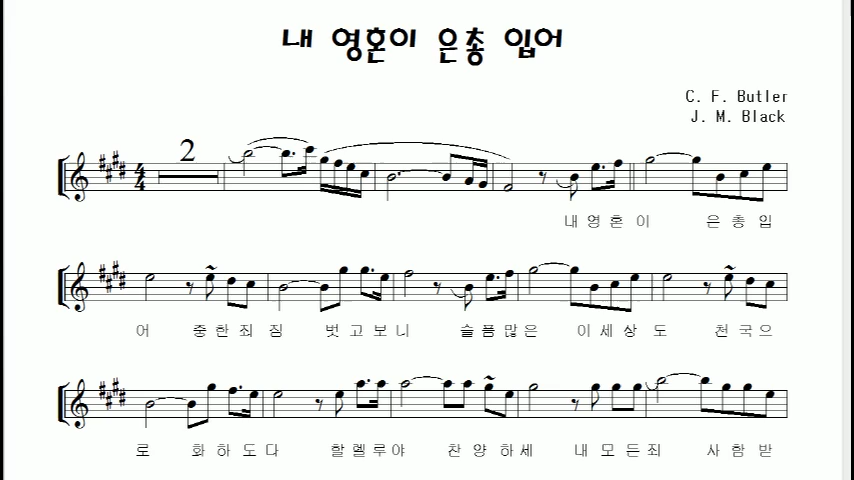 내 영혼이 은총 입어
C. F. Butler
J. M. Black
2
4
4
내 영 혼 이 은 총 입
어 중 한 죄 짐 벗 고 보 니 슬 픔 많 은 이 세 상 도 천 국 으
로 화 하 도 다 할 렐 루 야 찬 양 하 세 내 모 든 죄 사 함 받